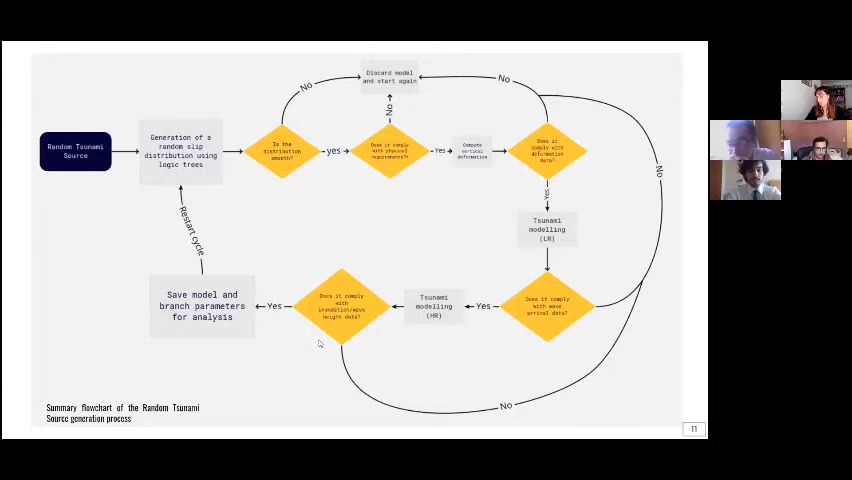 Discard model
and start again
No
No
No
Random Tsunami
Source
Generation of a
random slip
distribution using
logic trees
Is the
distribution
smooth?
yes
Does it comply
with physical
requirements?
Yes
Compute
vertical
deformation
Does it
comply with
deformation
data?
No
Yes
Restart cycle
Tsunami
modelling
(LR)
Save model and
branch parameters
for analysis
Yes
Does it comply
with
inundation/wave
height data?
Tsunami
modelling
(HR)
Yes
Does it comply
with wave
arrival data?
No
Summary flowchart of the Random Tsunami
Source generation process
11